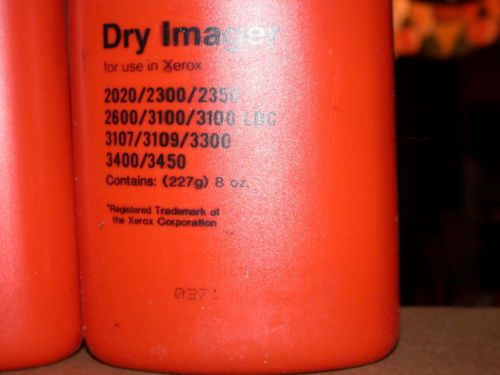 Dry Imager
for use in Xerox
2020/2300/2350
2600/3100/3100 LDC
3107/3109/3300
3400/3450
Contains: (227g) 8 oz.
*Registered Trademark of
the Xerox Corporation